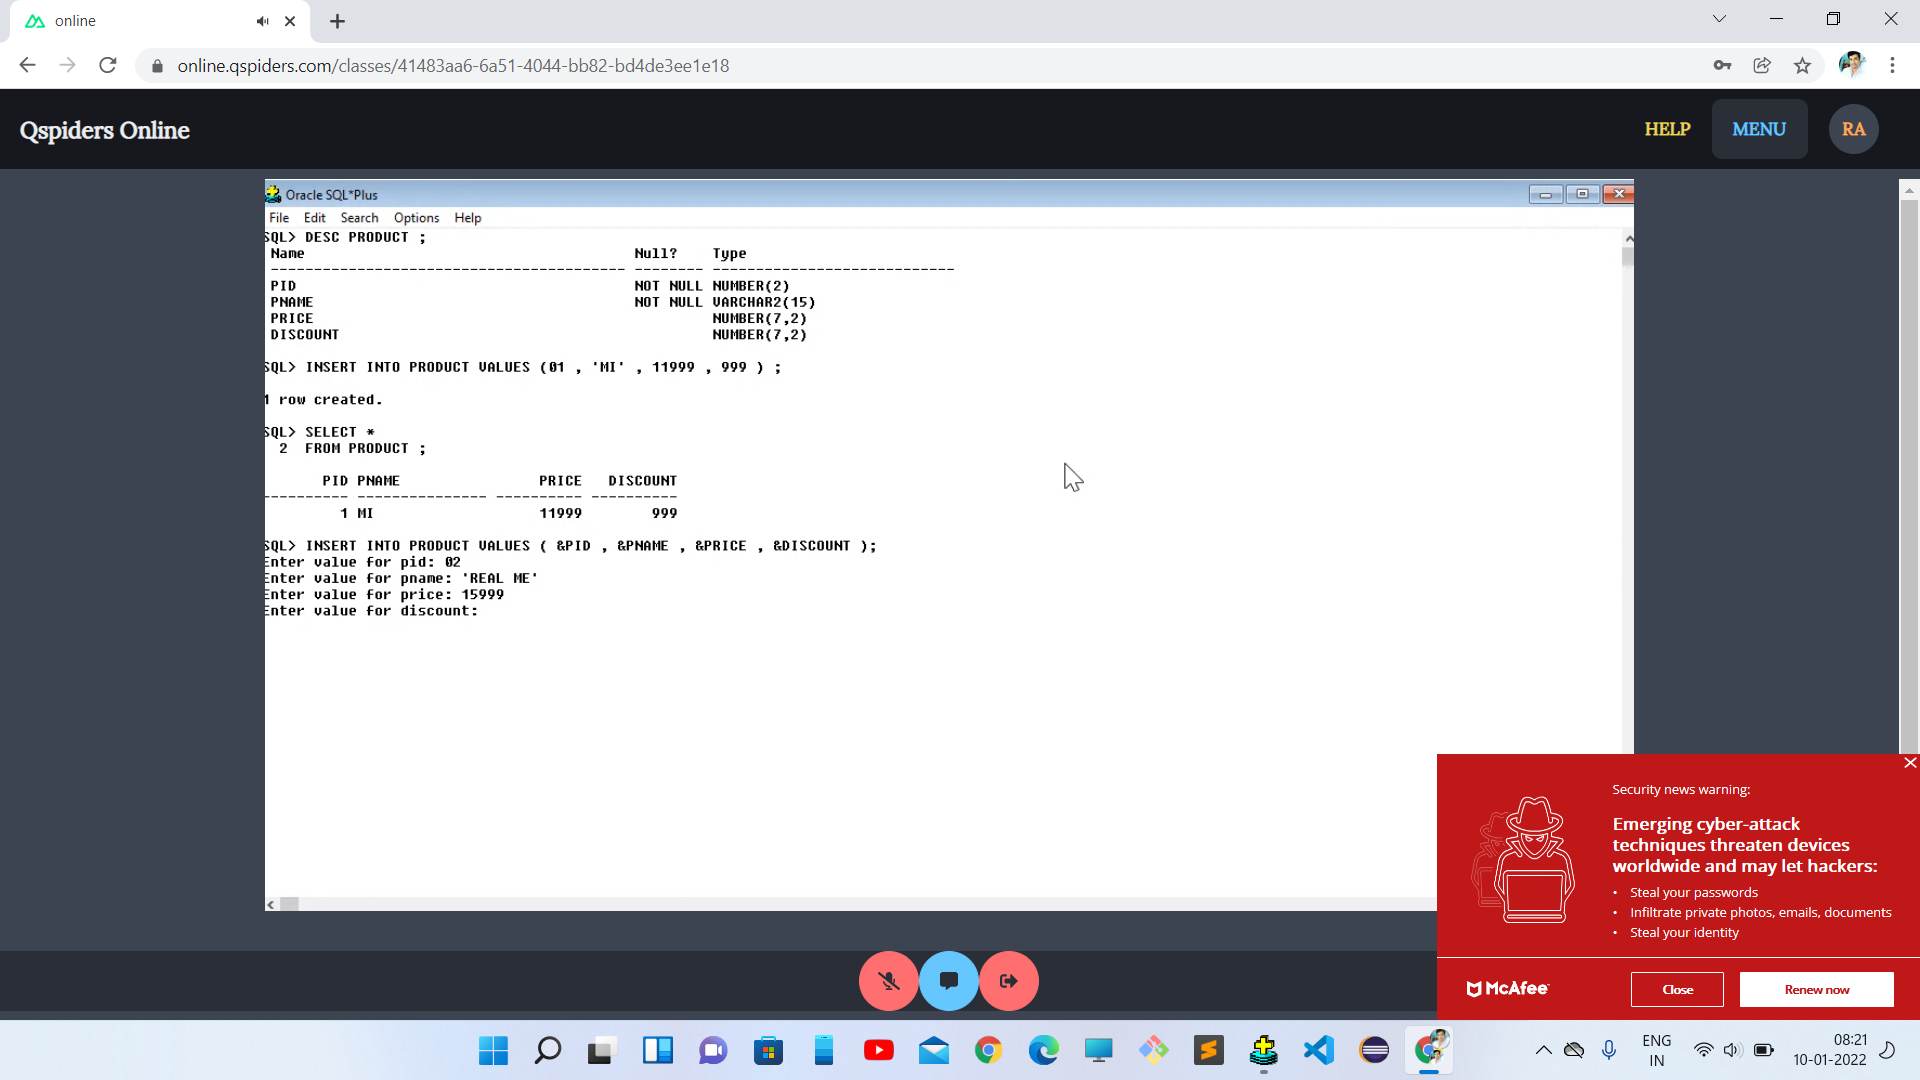 online
online.qspiders.com/classes/41483aa6-6a51-4044-bb82-bd4de3ee1e18
Qspiders Online
HELP
MENU
RA
Oracle SQL*Plus
File Edit Search Options Help
SQL> DESC PRODUCT ;
Name Null? Type
----------------------------------------- -------- ----------------------------
PID NOT NULL NUMBER(2)
PNAME NOT NULL VARCHAR2(15)
PRICE NUMBER(7,2)
DISCOUNT NUMBER(7,2)
SQL> INSERT INTO PRODUCT VALUES (01 , 'MI' , 11999 , 999 ) ;
1 row created.
SQL> SELECT *
2 FROM PRODUCT ;
PID PNAME PRICE DISCOUNT
---------- --------------- ---------- ----------
1 MI 11999 999
SQL> INSERT INTO PRODUCT VALUES ( &PID , &PNAME , &PRICE , &DISCOUNT );
Enter value for pid: 02
Enter value for pname: 'REAL ME'
Enter value for price: 15999
Enter value for discount:
Security news warning:
Emerging cyber-attack
techniques threaten devices
worldwide and may let hackers:
• Steal your passwords
• Infiltrate private photos, emails, documents
• Steal your identity
McAfee
Close
Renew now
ENG
IN
08:21
10-01-2022